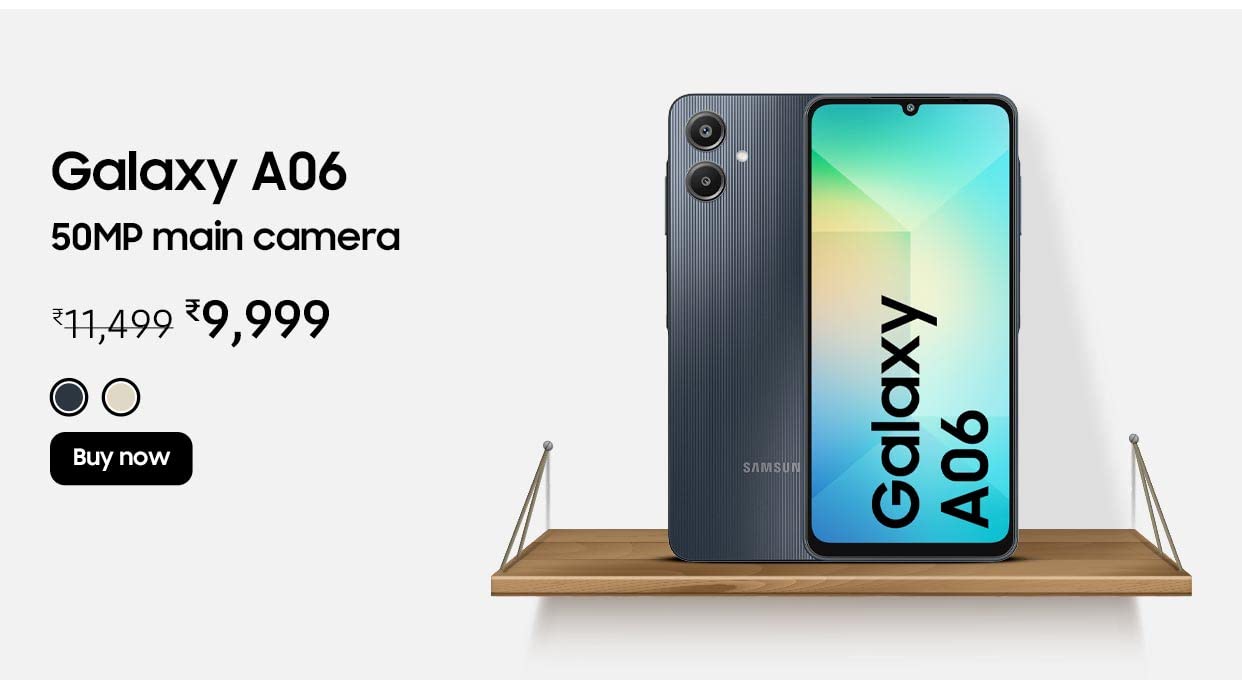 Galaxy A06
50MP main camera
₹11,499 ₹9,999
Buy now
SAMSUN
Galaxy
A06